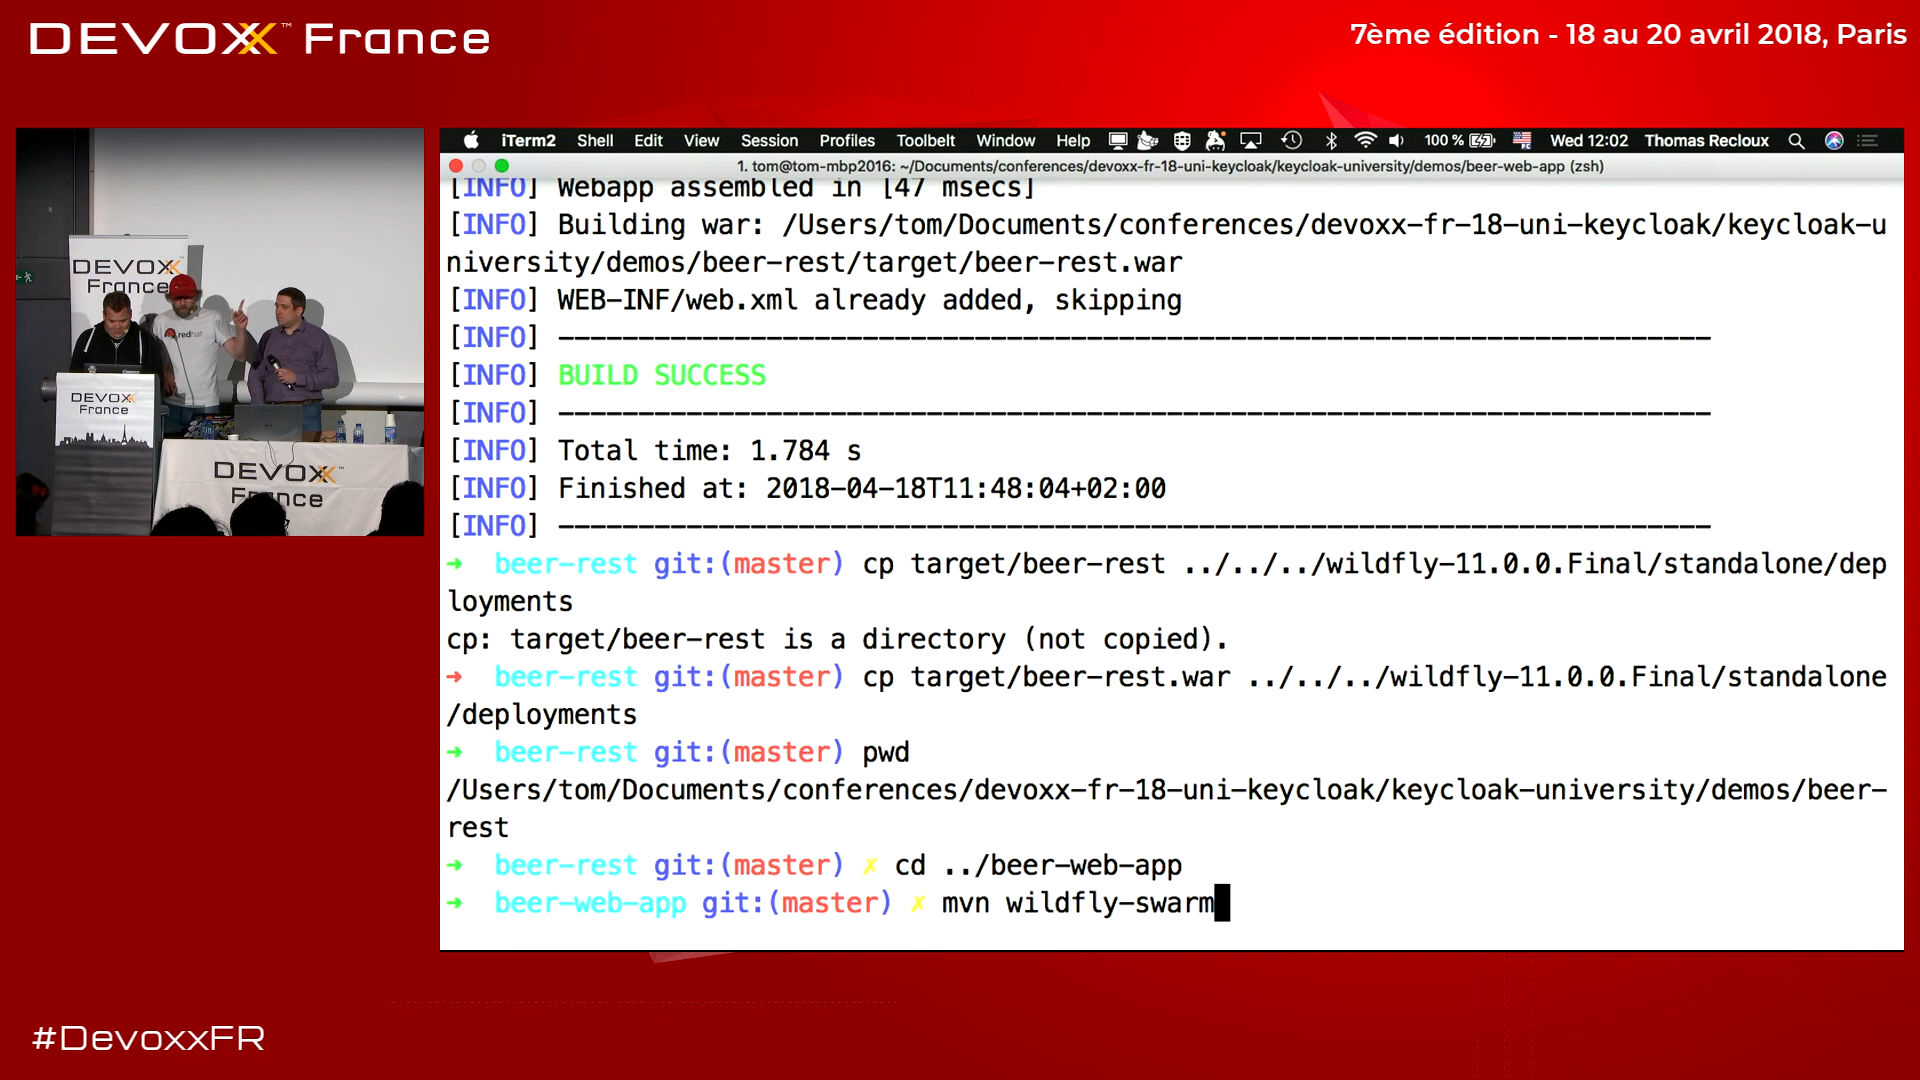 DEVOXX™ France
7ème édition - 18 au 20 avril 2018, Paris
iTerm2 Shell Edit View Session Profiles Toolbelt Window Help 100 % Wed 12:02 Thomas Recloux
1. tom@tom-mbp2016: ~/Documents/conferences/devoxx-fr-18-uni-keycloak/keycloak-university/demos/beer-web-app (zsh)
[INFO] Webapp assembled in [47 msecs]
[INFO] Building war: /Users/tom/Documents/conferences/devoxx-fr-18-uni-keycloak/keycloak-u
niversity/demos/beer-rest/target/beer-rest.war
[INFO] WEB-INF/web.xml already added, skipping
[INFO] ------------------------------------------------------------------------
[INFO] BUILD SUCCESS
[INFO] ------------------------------------------------------------------------
[INFO] Total time: 1.784 s
[INFO] Finished at: 2018-04-18T11:48:04+02:00
[INFO] ------------------------------------------------------------------------
➜ beer-rest git:(master) cp target/beer-rest ../../../wildfly-11.0.0.Final/standalone/dep
loyments
cp: target/beer-rest is a directory (not copied).
➜ beer-rest git:(master) cp target/beer-rest.war ../../../wildfly-11.0.0.Final/standalone
/deployments
➜ beer-rest git:(master) pwd
/Users/tom/Documents/conferences/devoxx-fr-18-uni-keycloak/keycloak-university/demos/beer-
rest
➜ beer-rest git:(master) ✗ cd ../beer-web-app
➜ beer-web-app git:(master) ✗ mvn wildfly-swarm
DEVOXX
France
redhat
DEVOXX
France
DEVOXX™
France
#DevoxxFR